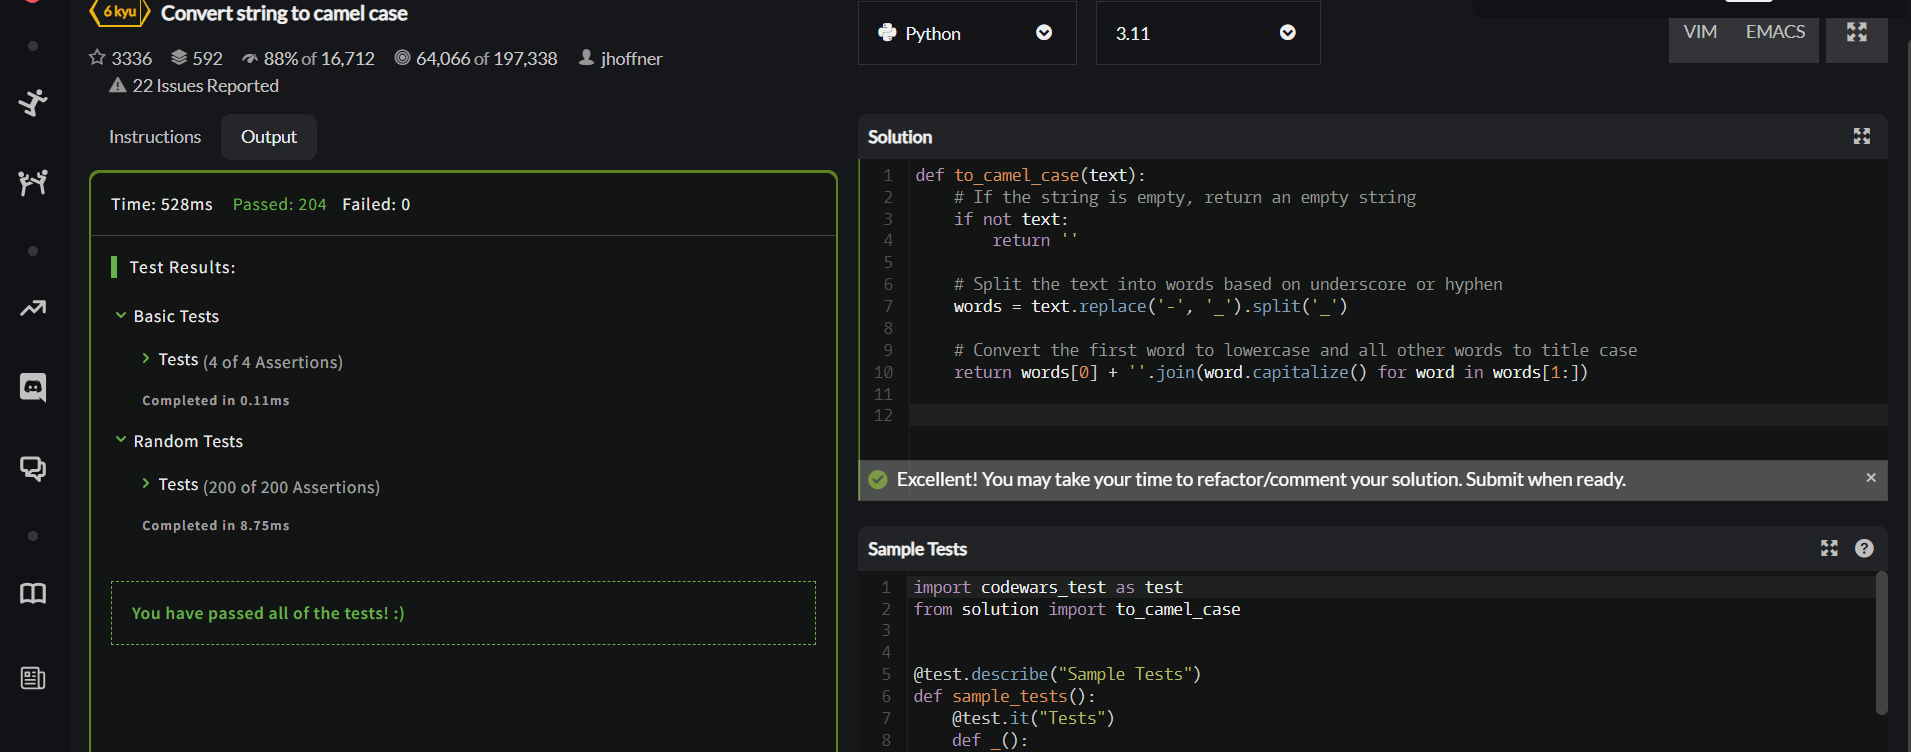 6 kyu Convert string to camel case
3336 592 88% of 16,712 64,066 of 197,338 jhoffner
22 Issues Reported
Instructions Output
Time: 528ms Passed: 204 Failed: 0
Test Results:
Basic Tests
Tests (4 of 4 Assertions)
Completed in 0.11ms
Random Tests
Tests (200 of 200 Assertions)
Completed in 8.75ms
You have passed all of the tests! :)
Python 3.11 VIM EMACS
Solution
1 def to_camel_case(text):
2 # If the string is empty, return an empty string
3 if not text:
4 return ''
5
6 # Split the text into words based on underscore or hyphen
7 words = text.replace('-', '_').split('_')
8
9 # Convert the first word to lowercase and all other words to title case
10 return words[0] + ''.join(word.capitalize() for word in words[1:])
11
12
Excellent! You may take your time to refactor/comment your solution. Submit when ready. ×
Sample Tests ?
1 import codewars_test as test
2 from solution import to_camel_case
3
4
5 @test.describe("Sample Tests")
6 def sample_tests():
7 @test.it("Tests")
8 def _():